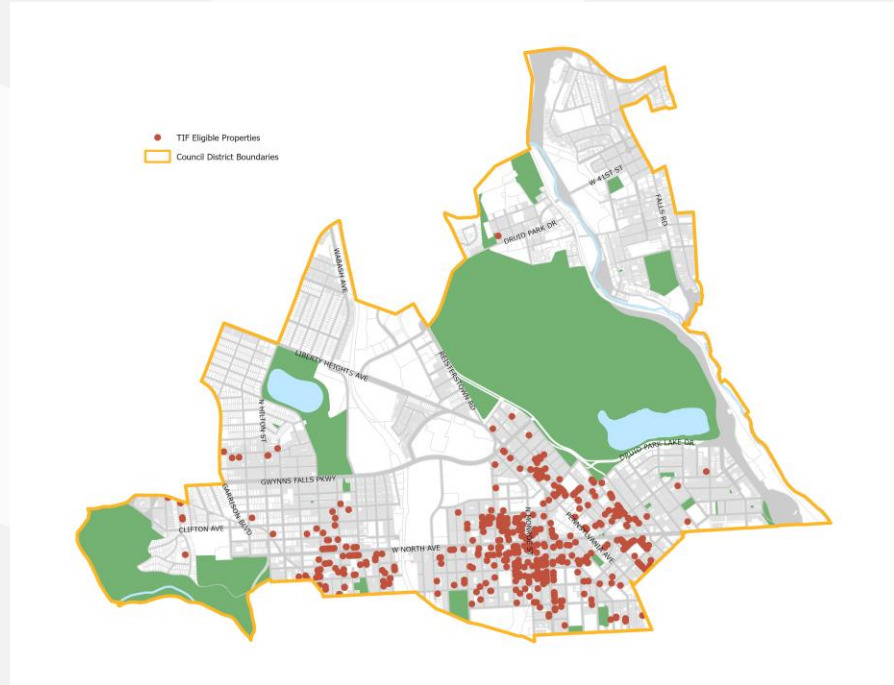 TIF Eligible Properties
Council District Boundaries
W 41ST ST
FALLS RD
DRUID PARK DR
WABASH AVE
LIBERTY HEIGHTS AVE
REISTERSTOWN RD
N HILTON ST
DRUID PARK LAKE DR
GWYNNS FALLS PKWY
GARRISON BLVD
CLIFTON AVE
W NORTH AVE
PENNSYLVANIA AVE